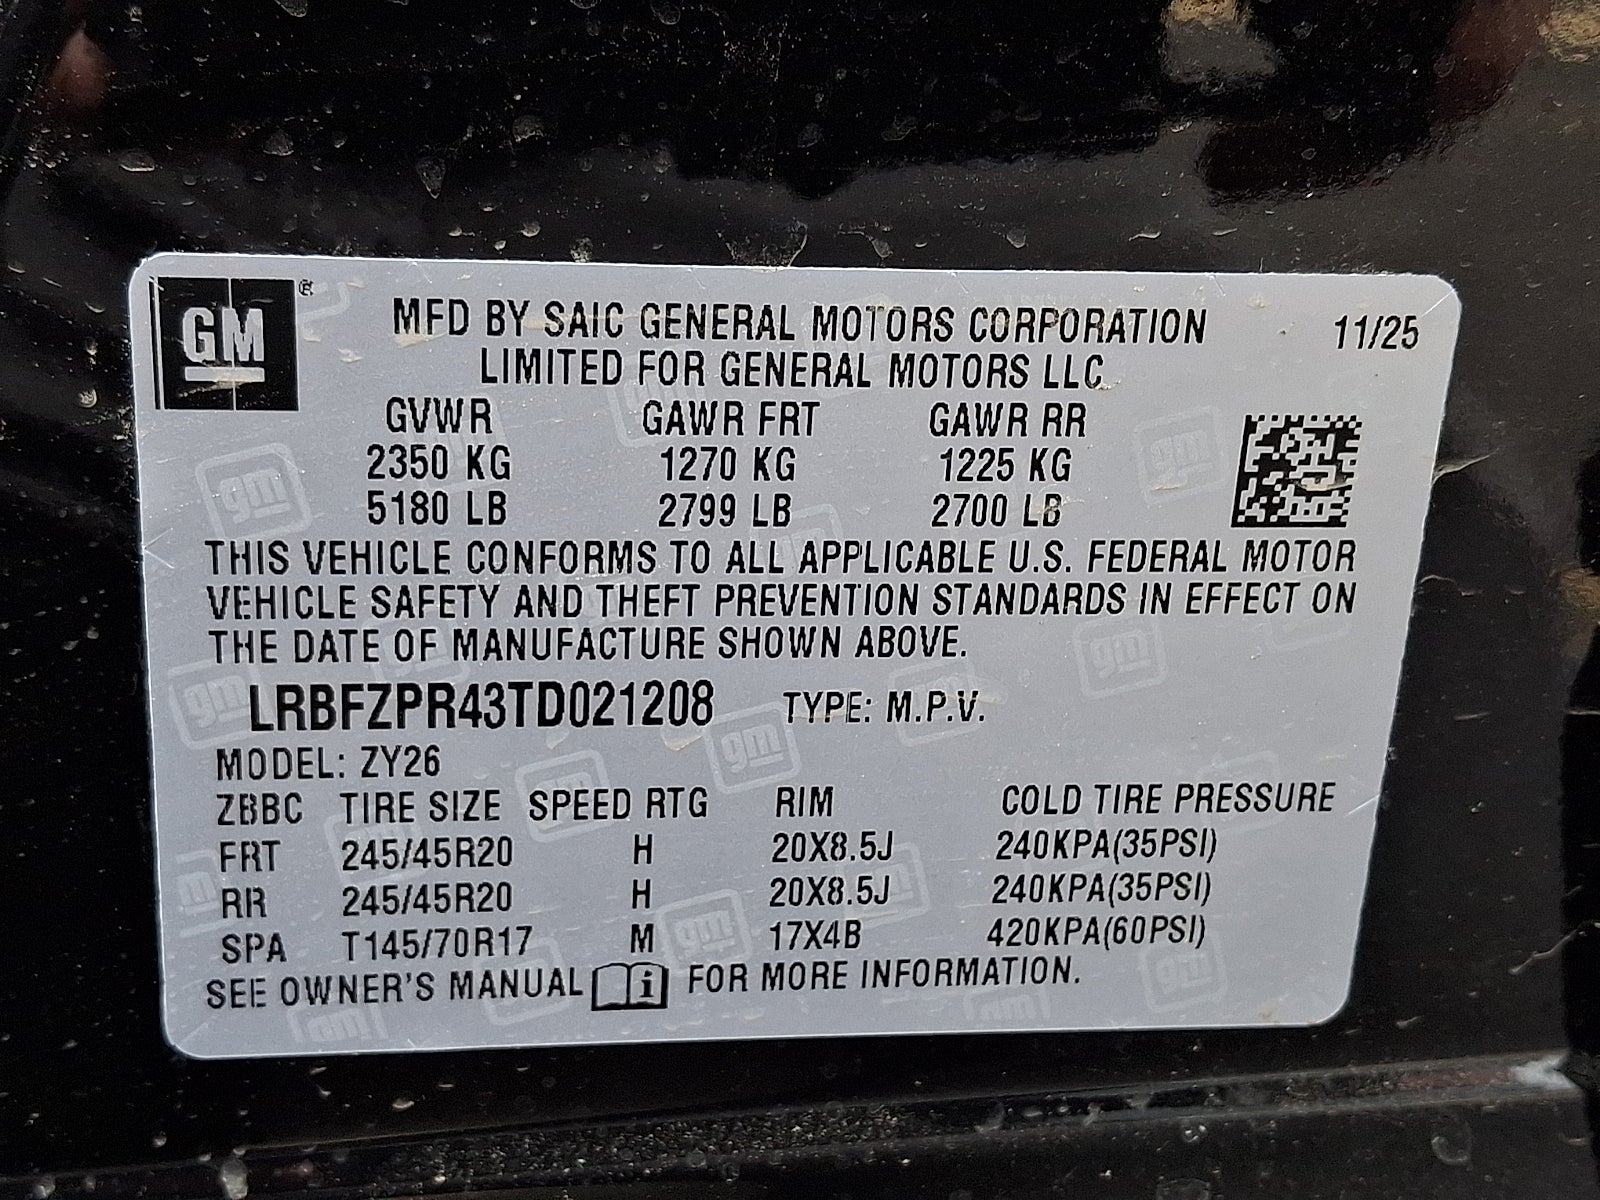 GM ®
MFD BY SAIC GENERAL MOTORS CORPORATION 11/25
LIMITED FOR GENERAL MOTORS LLC
GVWR GAWR FRT GAWR RR
2350 KG 1270 KG 1225 KG
5180 LB 2799 LB 2700 LB
THIS VEHICLE CONFORMS TO ALL APPLICABLE U.S. FEDERAL MOTOR
VEHICLE SAFETY AND THEFT PREVENTION STANDARDS IN EFFECT ON
THE DATE OF MANUFACTURE SHOWN ABOVE.
LRBFZPR43TD021208 TYPE: M.P.V.
MODEL: ZY26
ZBBC TIRE SIZE SPEED RTG RIM COLD TIRE PRESSURE
FRT 245/45R20 H 20X8.5J 240KPA(35PSI)
RR 245/45R20 H 20X8.5J 240KPA(35PSI)
SPA T145/70R17 M 17X4B 420KPA(60PSI)
SEE OWNER'S MANUAL i FOR MORE INFORMATION.